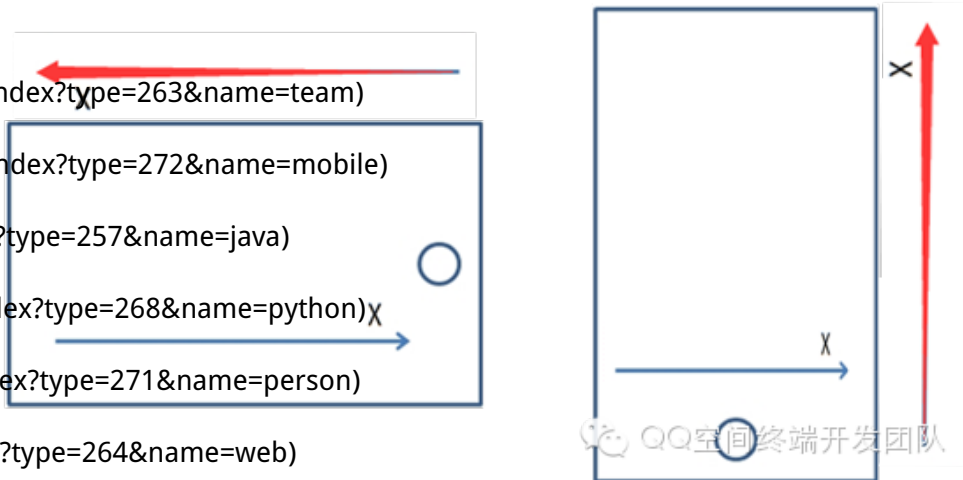 ndex?type=263&name=team)
X
ndex?type=272&name=mobile)
?type=257&name=java)
dex?type=268&name=python)
X
ex?type=271&name=person)
?type=264&name=web)
X
X
QQ空间终端开发团队